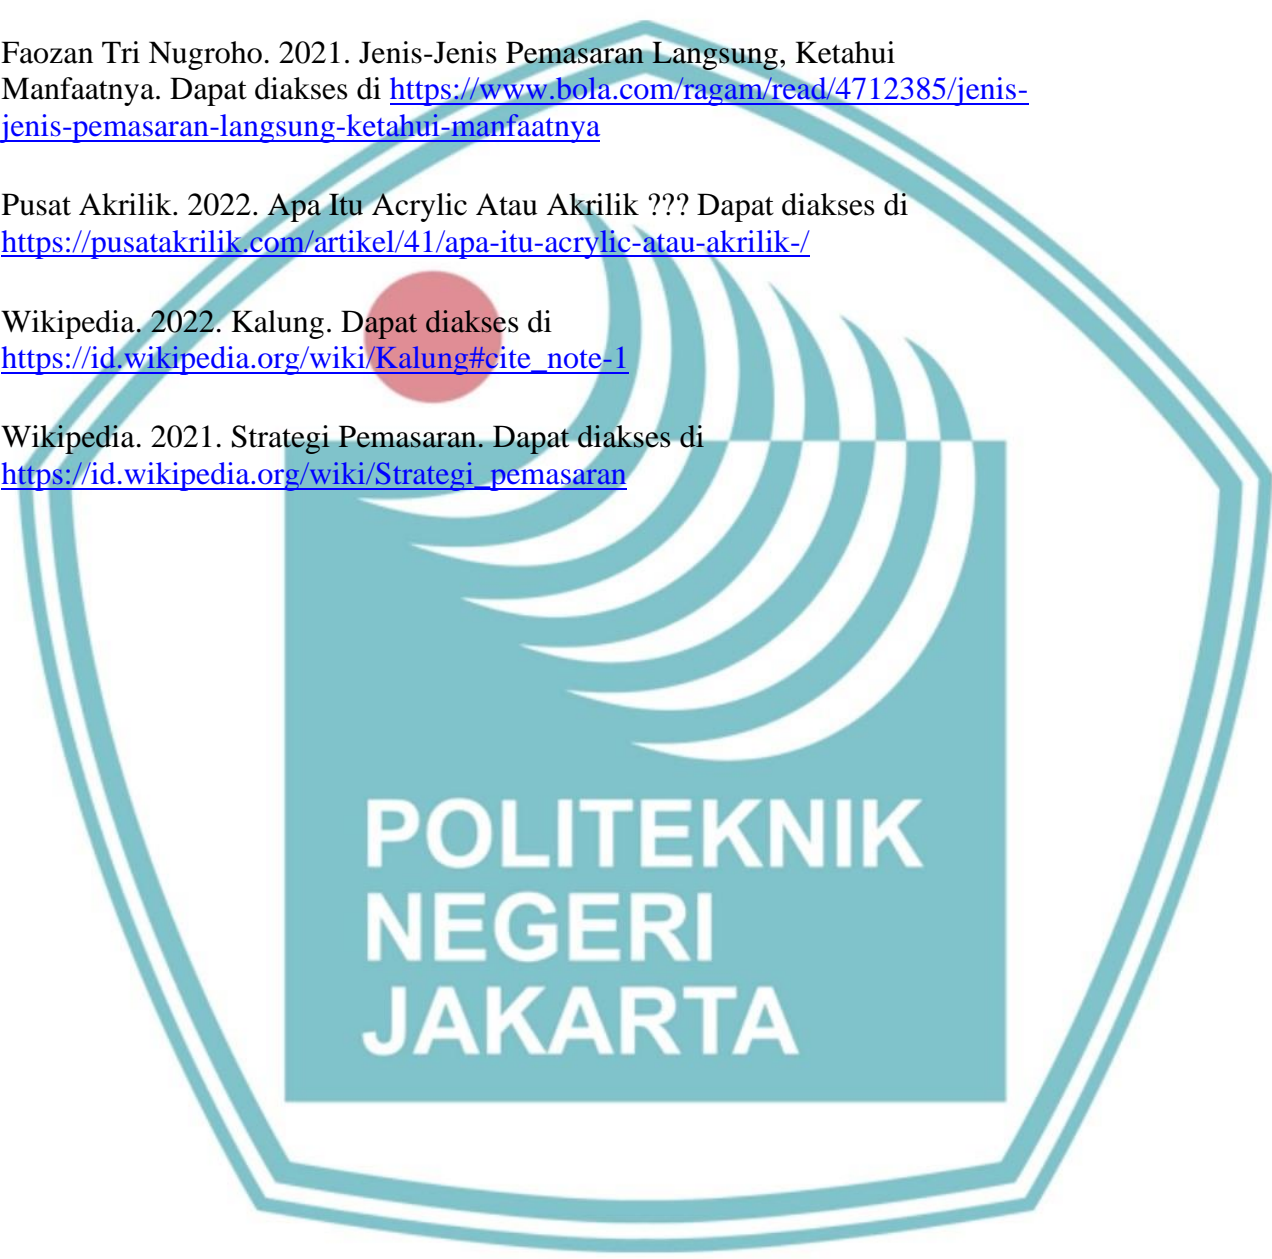 Faozan Tri Nugroho. 2021. Jenis-Jenis Pemasaran Langsung, Ketahui
Manfaatnya. Dapat diakses di https://www.bola.com/ragam/read/4712385/jenis-
jenis-pemasaran-langsung-ketahui-manfaatnya
Pusat Akrilik. 2022. Apa Itu Acrylic Atau Akrilik ??? Dapat diakses di
https://pusatakrilik.com/artikel/41/apa-itu-acrylic-atau-akrilik-/
Wikipedia. 2022. Kalung. Dapat diakses di
https://id.wikipedia.org/wiki/Kalung#cite_note-1
Wikipedia. 2021. Strategi Pemasaran. Dapat diakses di
https://id.wikipedia.org/wiki/Strategi_pemasaran
POLITEKNIK
NEGERI
JAKARTA